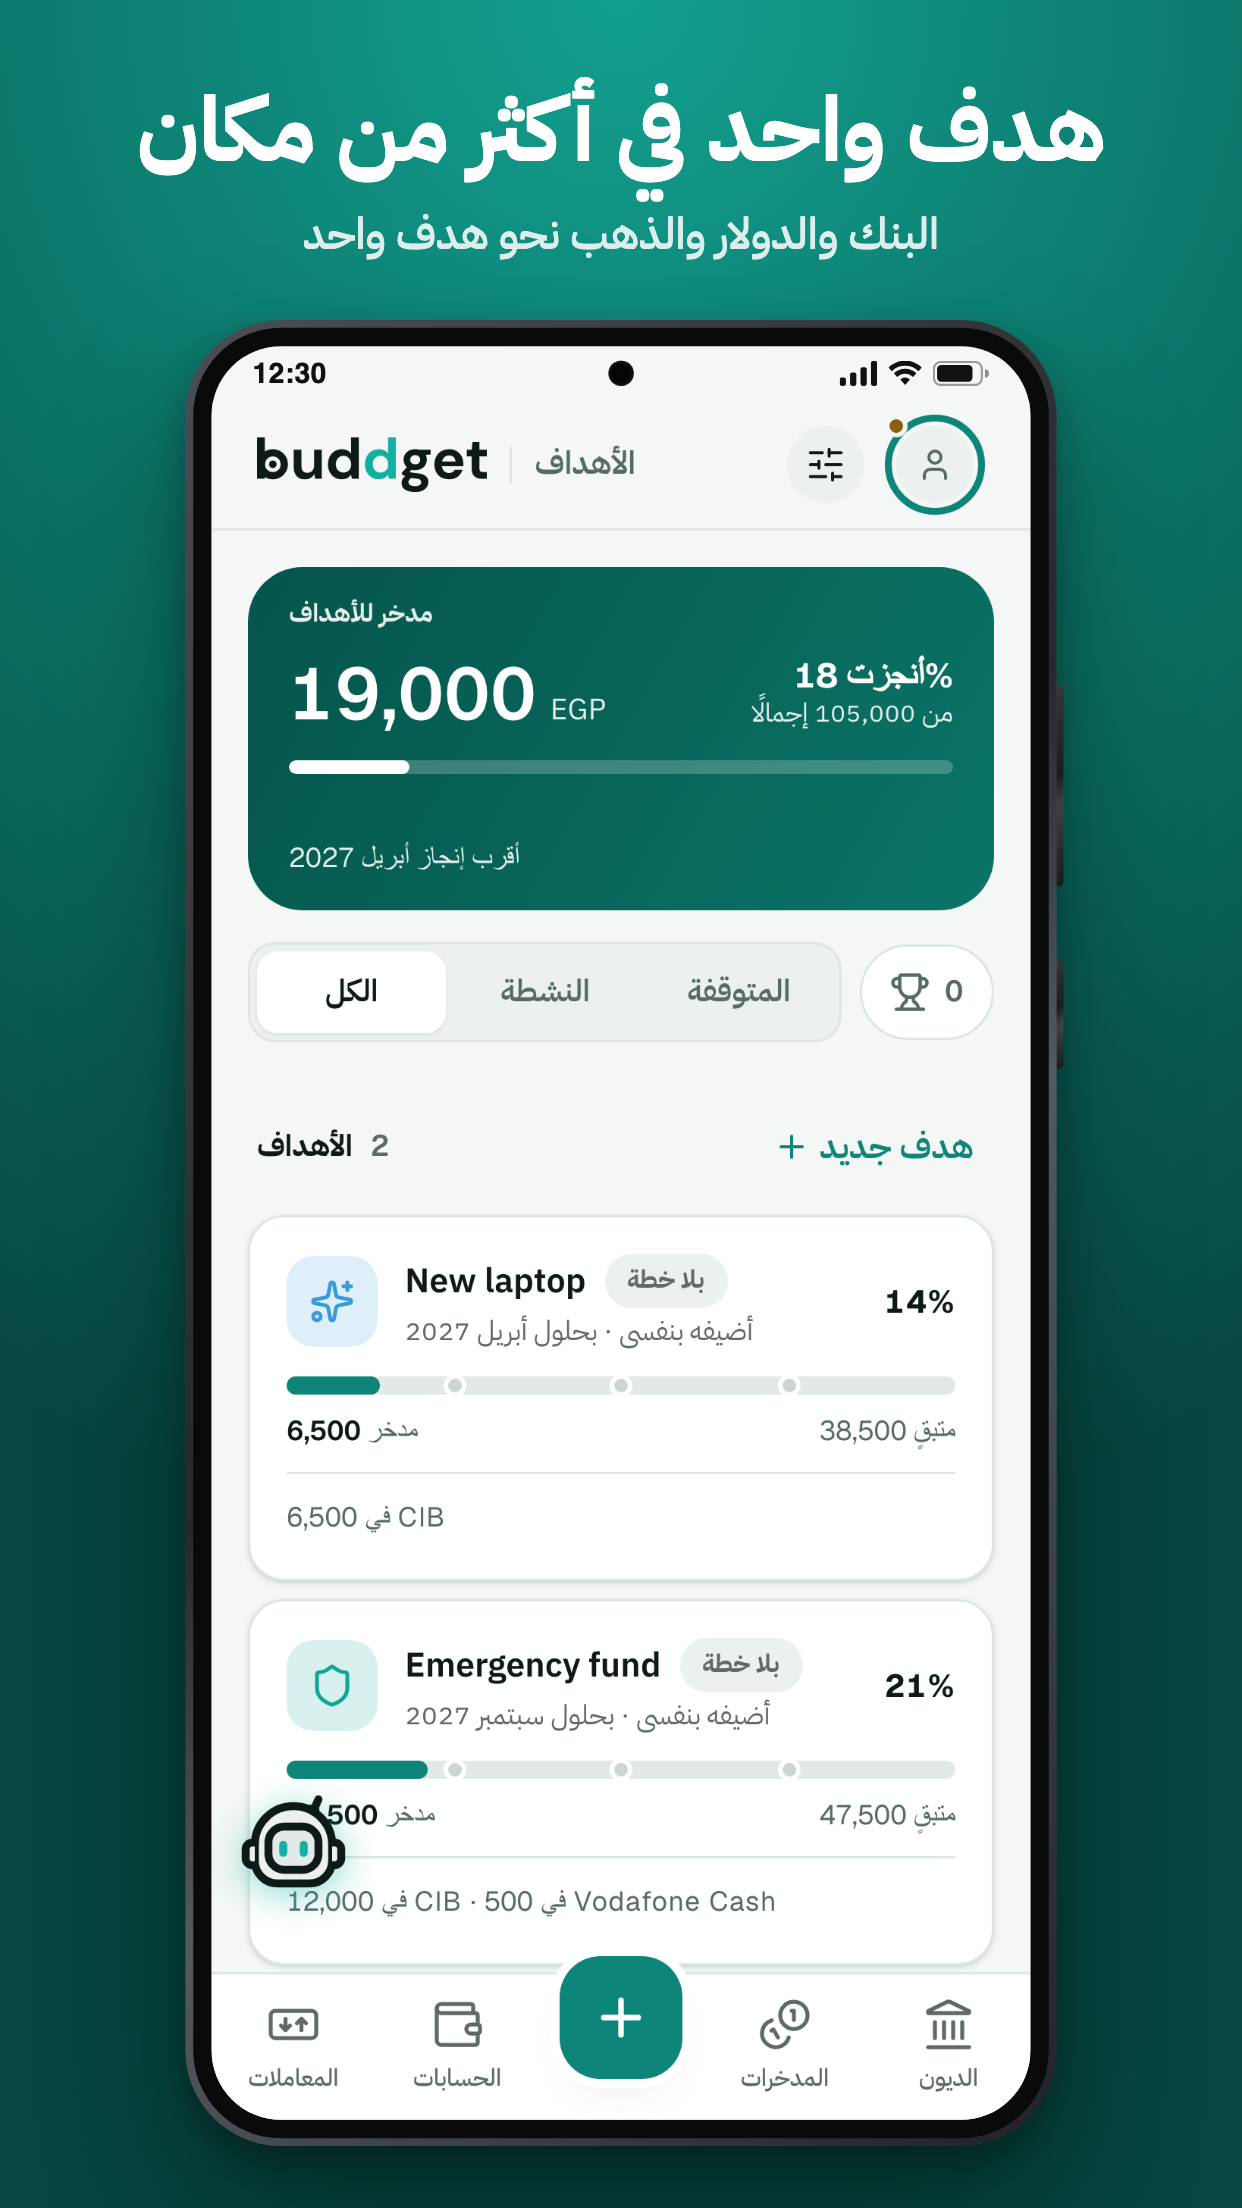 هدف واحد في أكثر من مكان
البنك والدولار والذهب نحو هدف واحد
12:30
buddget | الأهداف
مدخر للأهداف
19,000 EGP
%أنجزت 18
من 105,000 إجمالًا
أقرب إنجاز أبريل 2027
الكل
النشطة
المتوقفة
0
الأهداف 2
هدف جديد +
New laptop بلا خطة
14%
أضيفه بنفسي · بحلول أبريل 2027
مدخر 6,500
متبقٍ 38,500
6,500 في CIB
Emergency fund بلا خطة
21%
أضيفه بنفسي · بحلول سبتمبر 2027
500 مدخر
متبقٍ 47,500
12,000 في CIB · 500 في Vodafone Cash
المعاملات
الحسابات
المدخرات
الديون